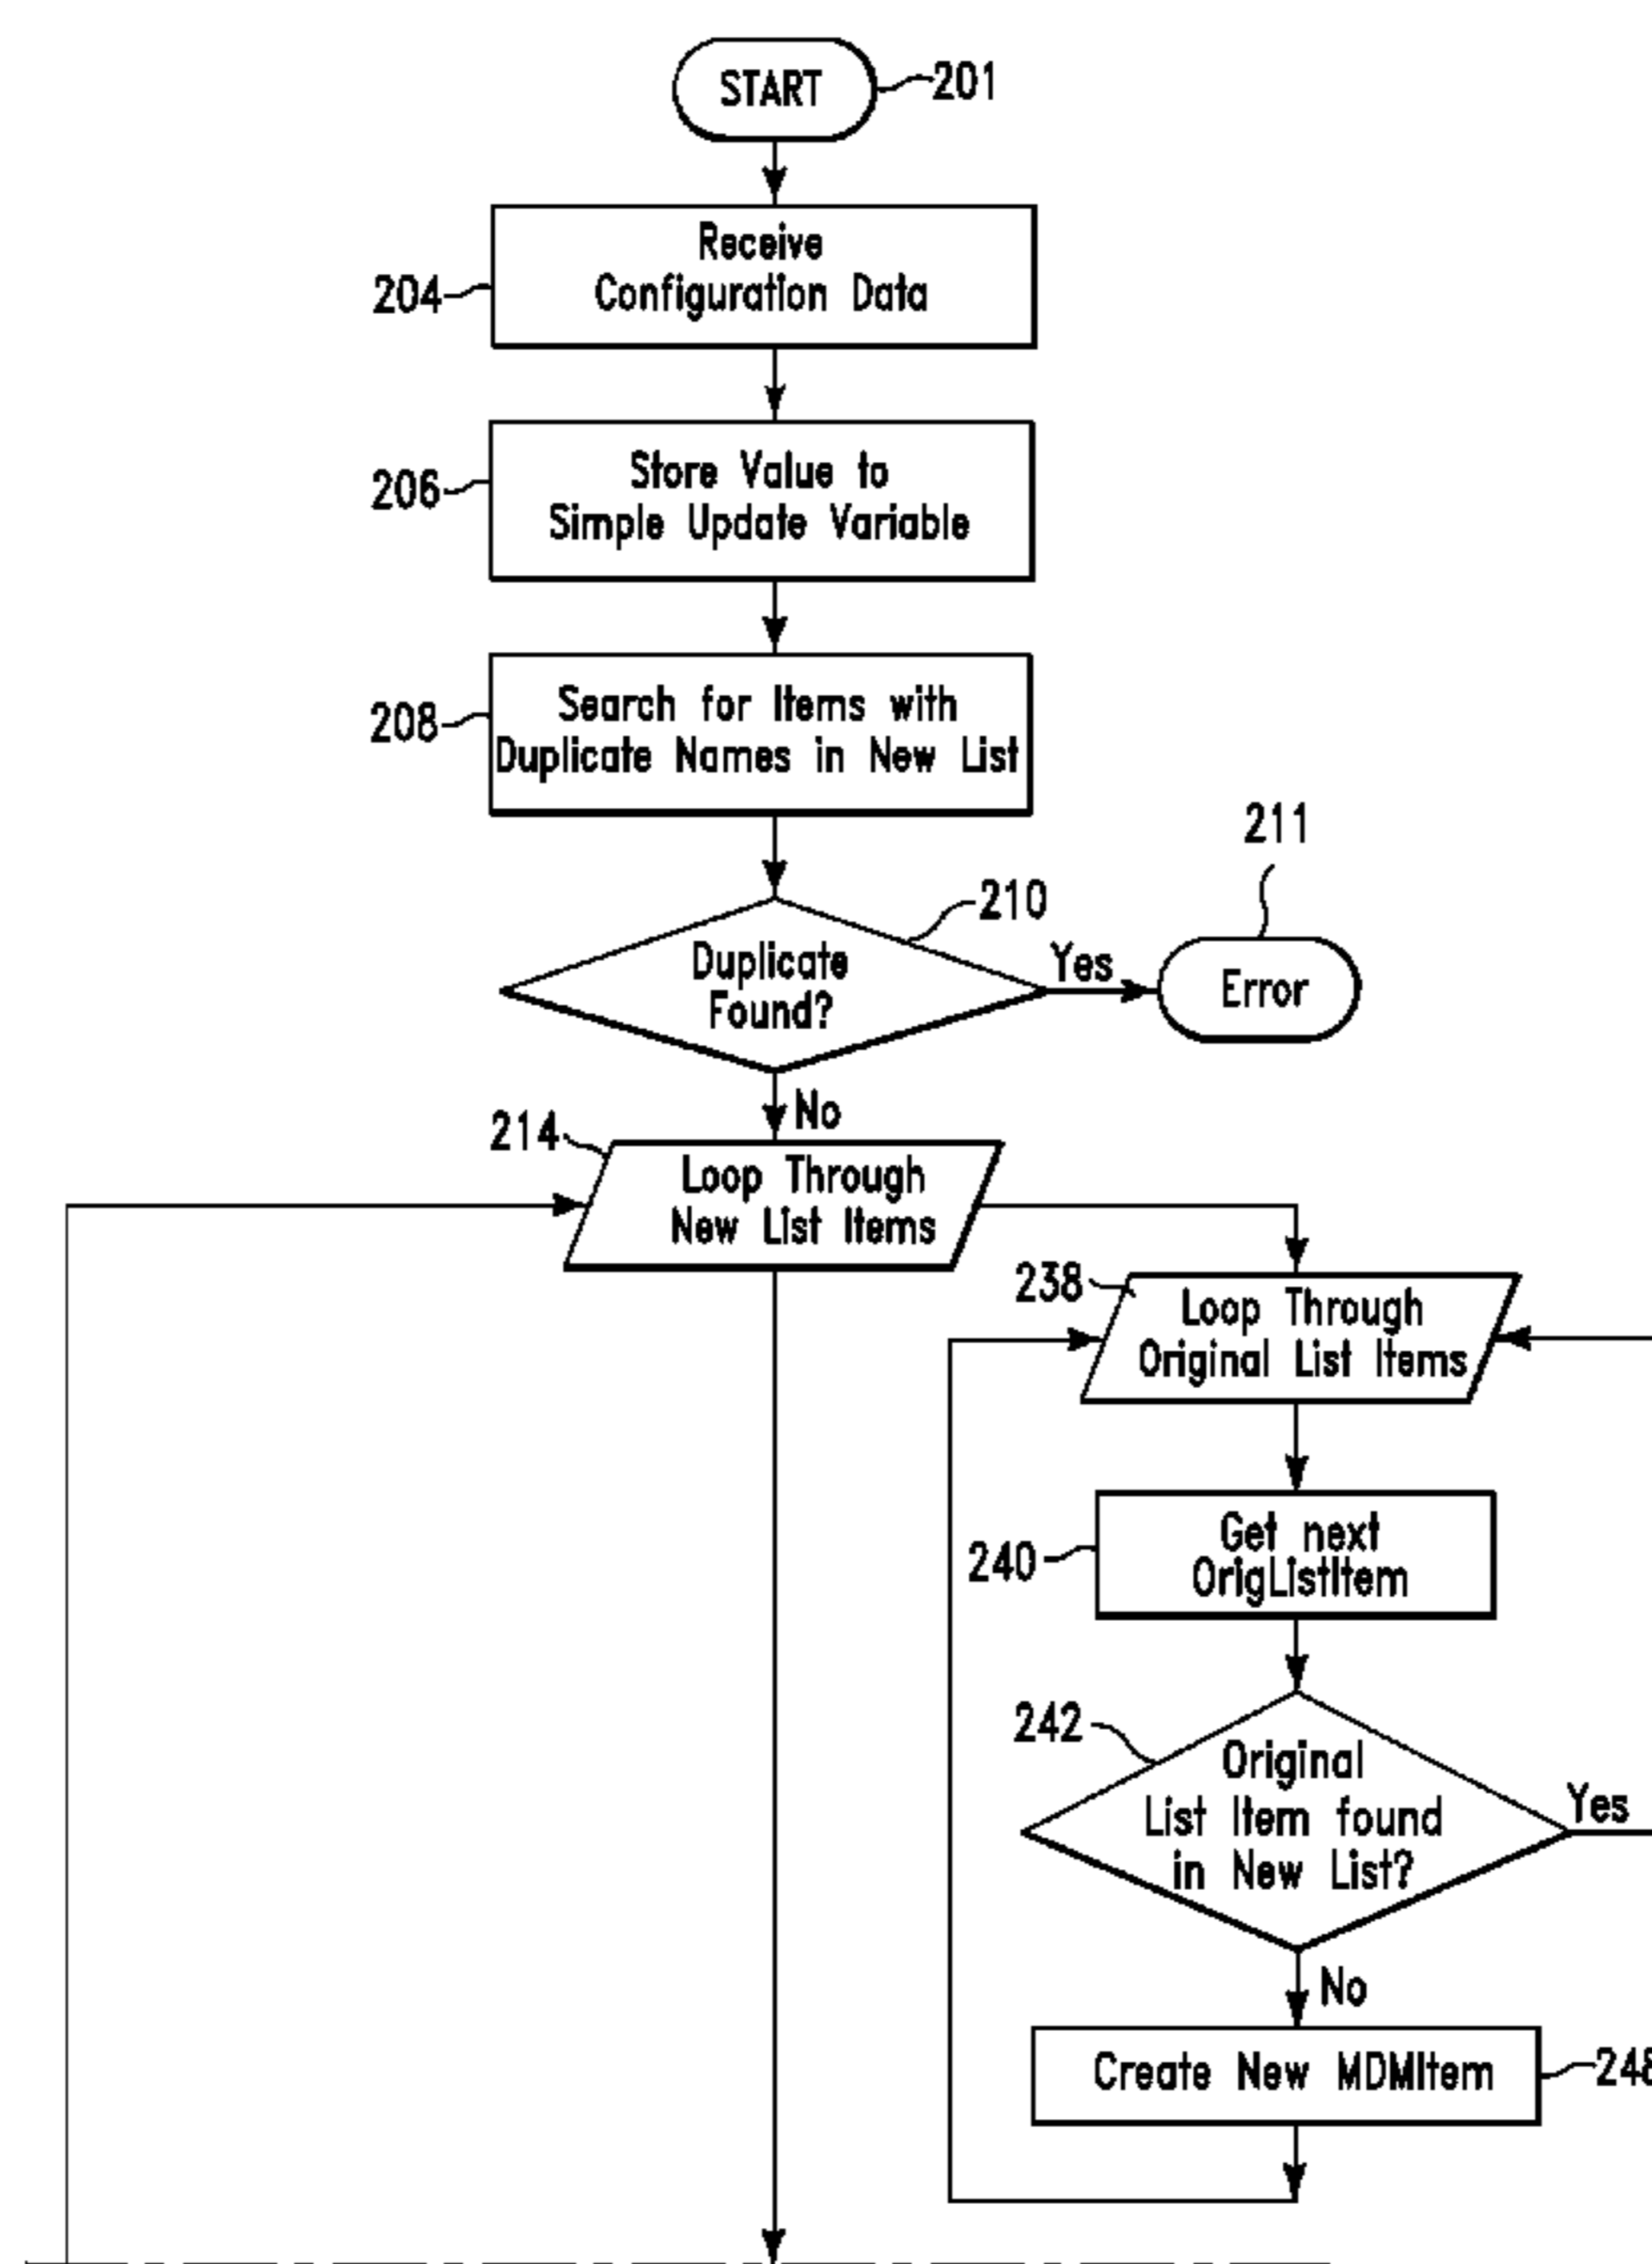 START
201
Receive
Configuration Data
204
Store Value to
Simple Update Variable
206
Search for Items with
Duplicate Names in New List
208
211
210
Duplicate
Found?
Yes
Error
No
214
Loop Through
New List Items
238
Loop Through
Original List Items
Get next
OrigListItem
240
242
Original
List Item found
in New List?
Yes
No
Create New MDMItem
248